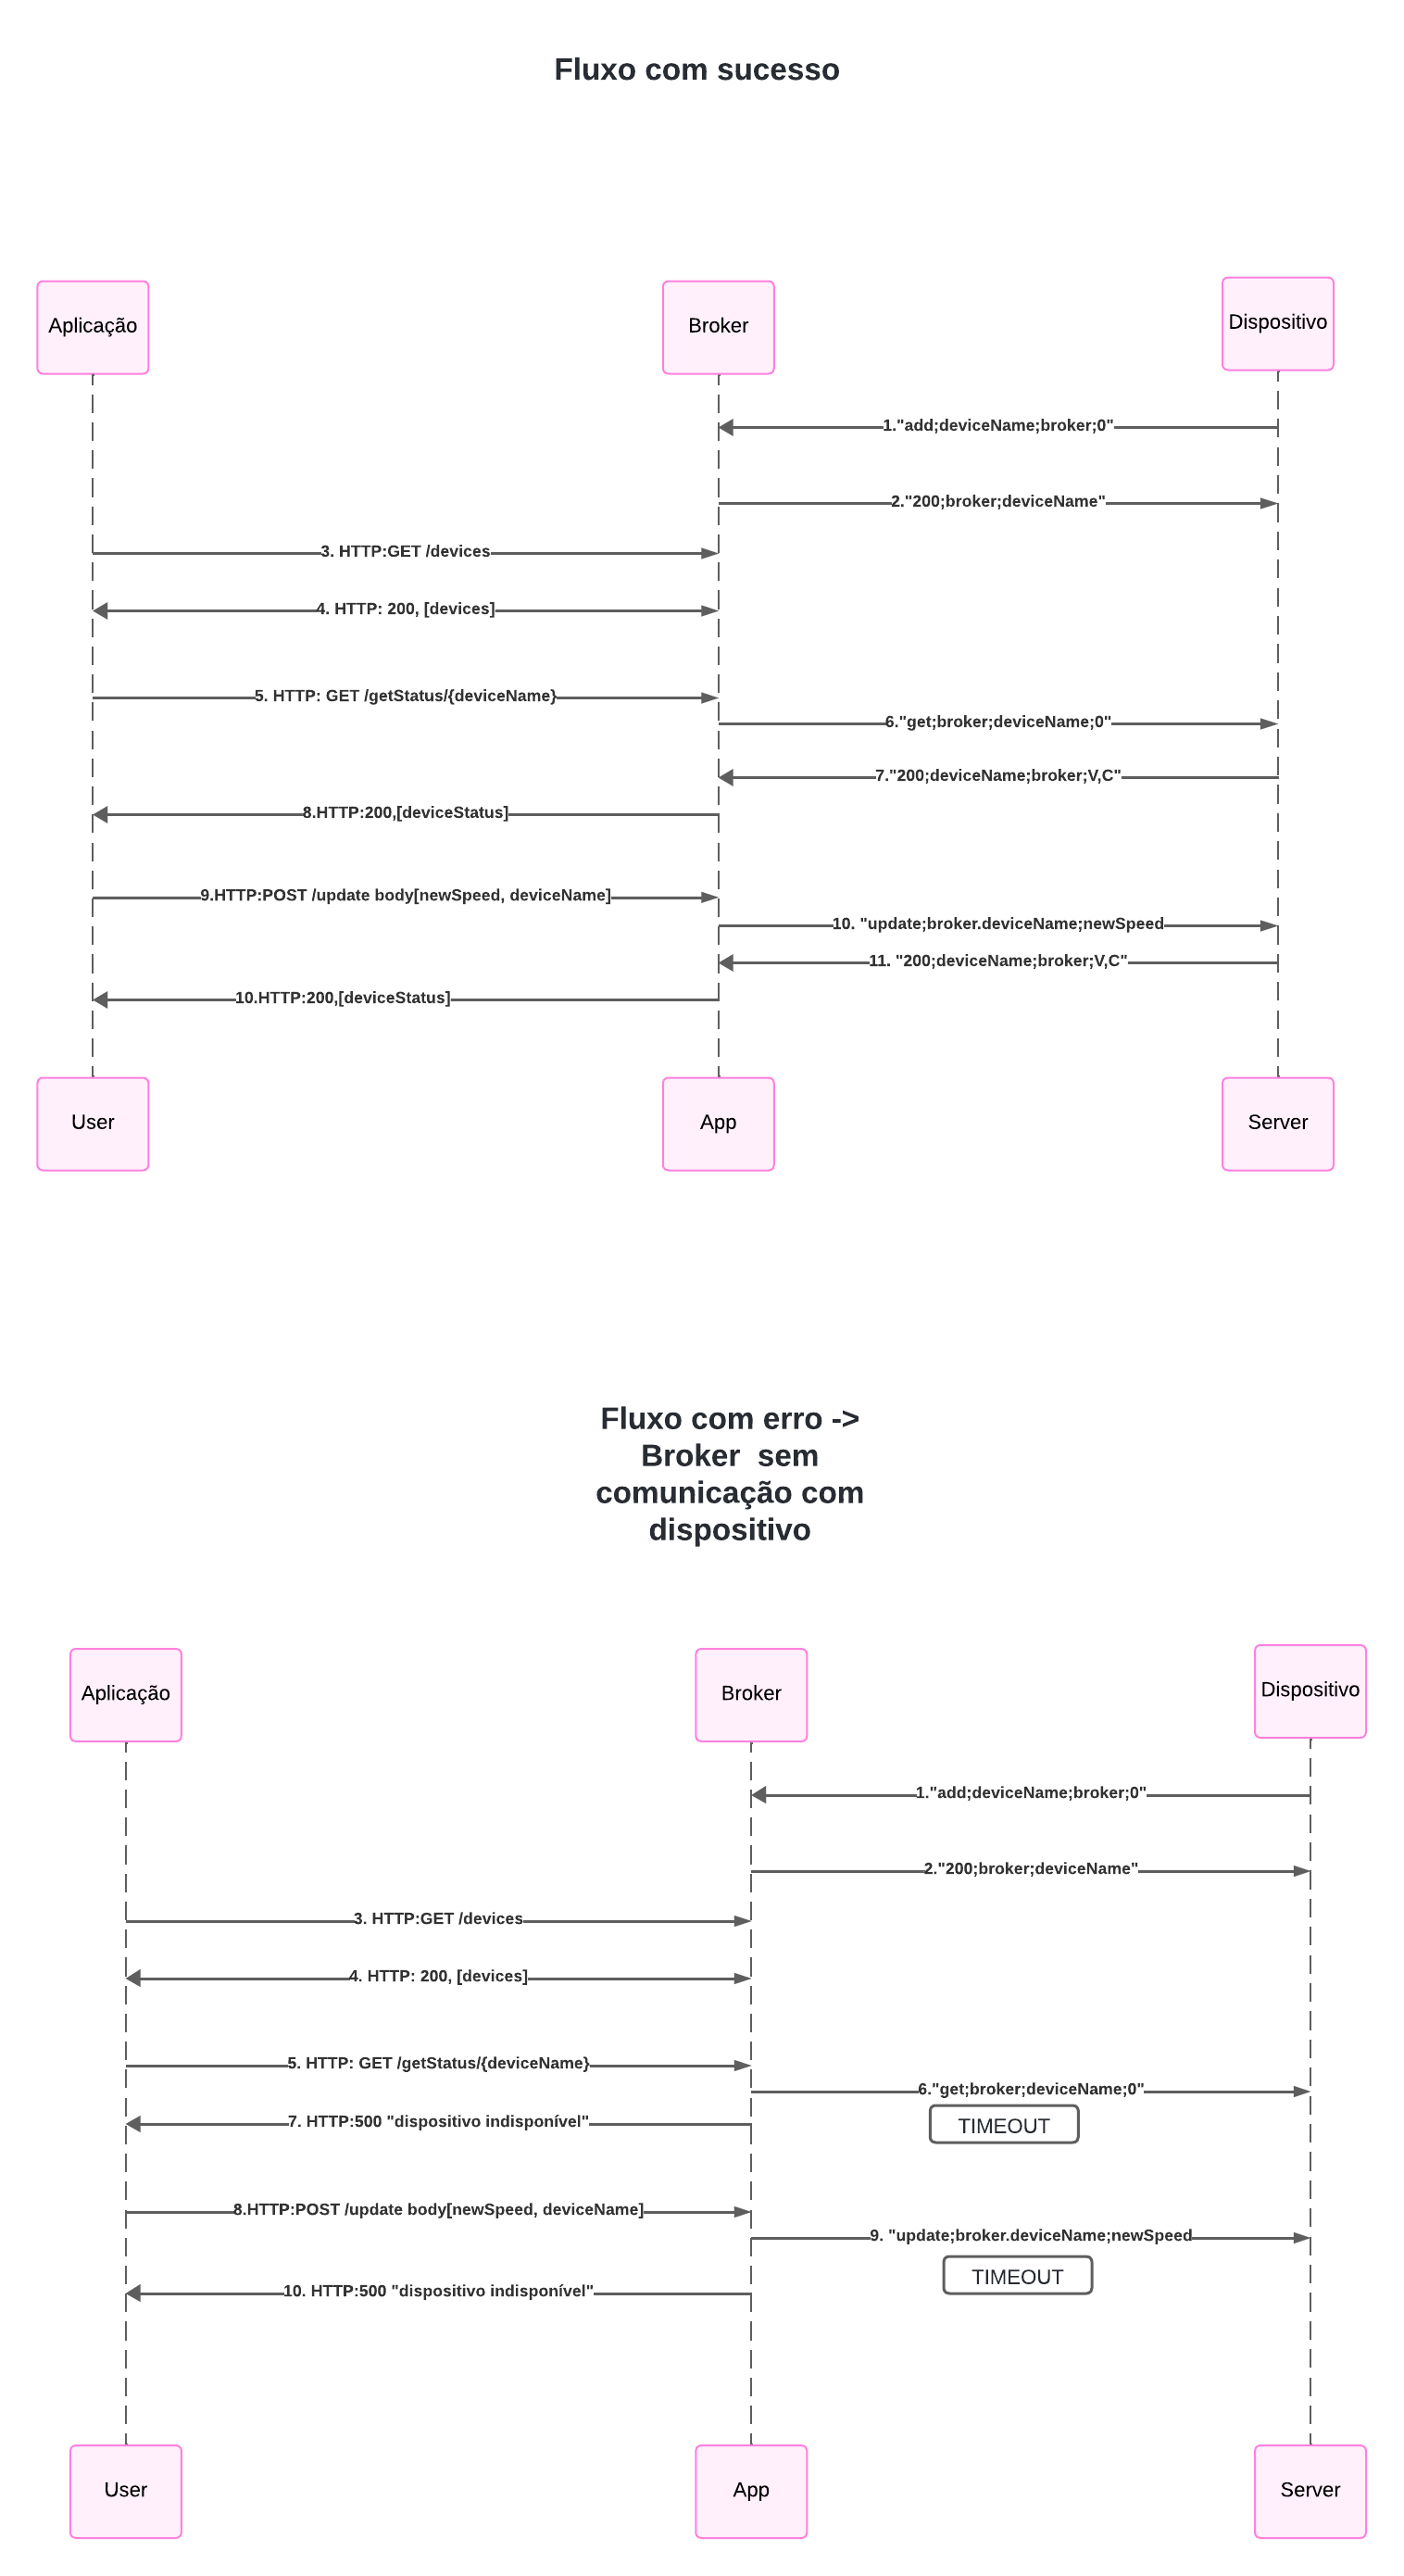 Fluxo com sucesso
Aplicação
Broker
Dispositivo
1."add;deviceName;broker;0"
2."200;broker;deviceName"
3. HTTP:GET /devices
4. HTTP: 200, [devices]
5. HTTP: GET /getStatus/{deviceName}
6."get;broker;deviceName;0"
7."200;deviceName;broker;V,C"
8.HTTP:200,[deviceStatus]
9.HTTP:POST /update body[newSpeed, deviceName]
10. "update;broker.deviceName;newSpeed
11. "200;deviceName;broker;V,C"
10.HTTP:200,[deviceStatus]
User
App
Server
Fluxo com erro ->
Broker  sem
comunicação com
dispositivo
Aplicação
Broker
Dispositivo
1."add;deviceName;broker;0"
2."200;broker;deviceName"
3. HTTP:GET /devices
4. HTTP: 200, [devices]
5. HTTP: GET /getStatus/{deviceName}
6."get;broker;deviceName;0"
7. HTTP:500 "dispositivo indisponível"
TIMEOUT
8.HTTP:POST /update body[newSpeed, deviceName]
9. "update;broker.deviceName;newSpeed
TIMEOUT
10. HTTP:500 "dispositivo indisponível"
User
App
Server